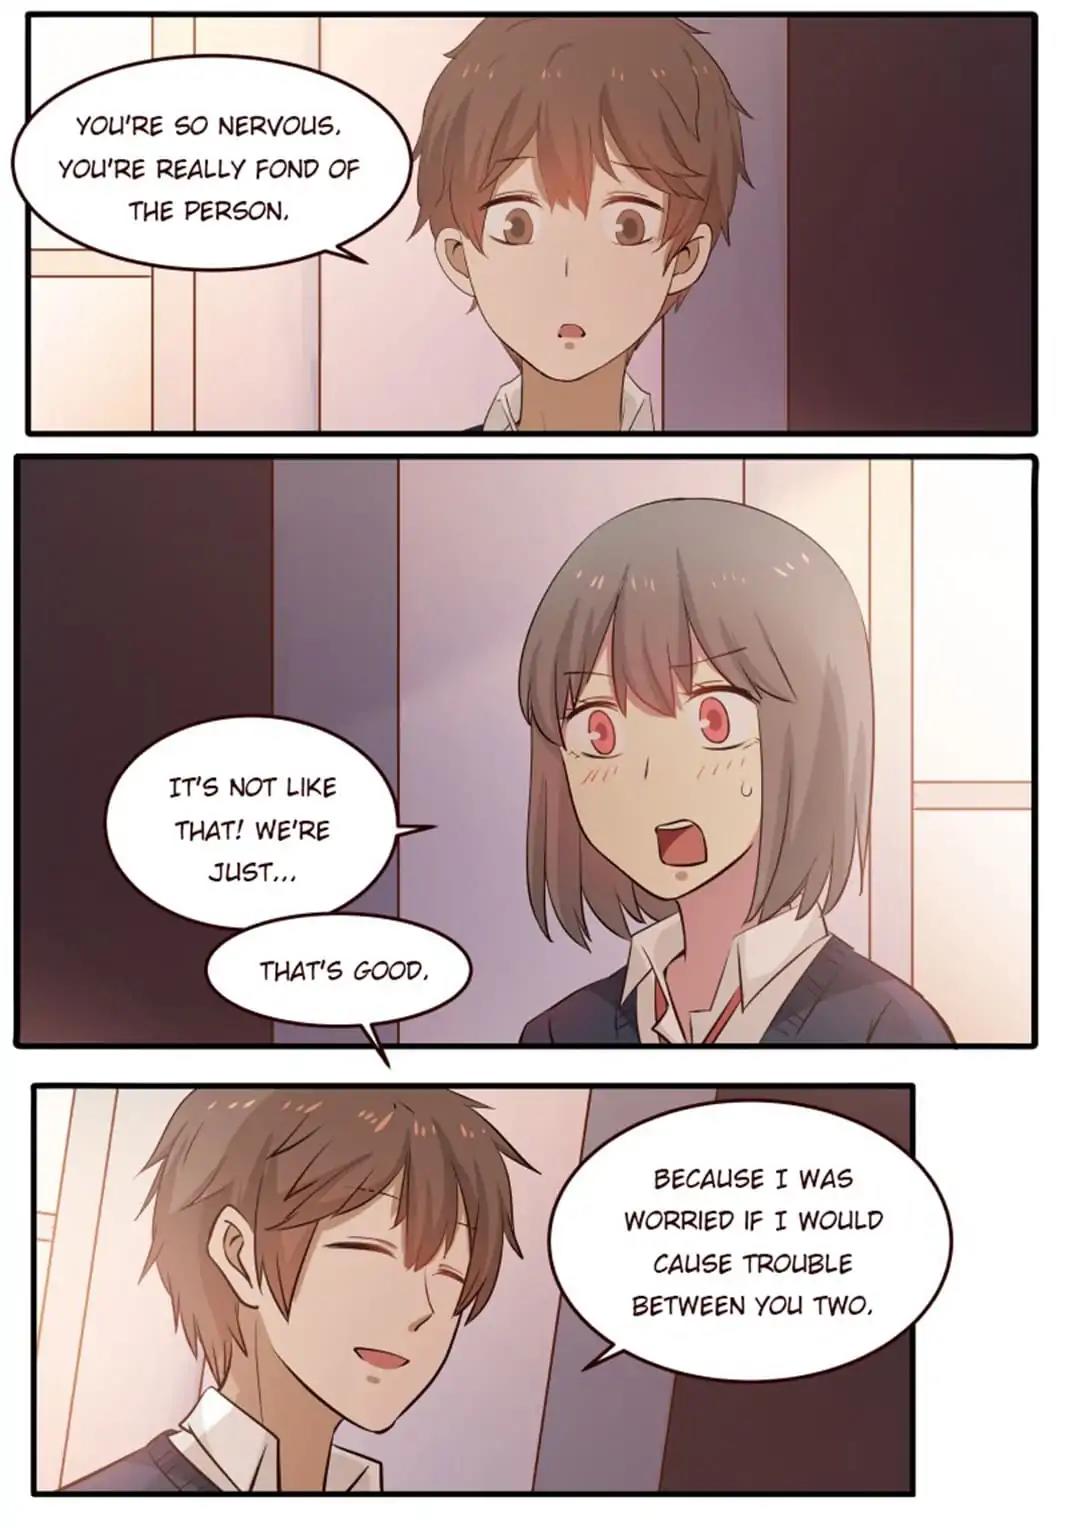 YOU'RE SO NERVOUS.
YOU'RE REALLY FOND OF
THE PERSON.
IT'S NOT LIKE
THAT! WE'RE
JUST...
THAT'S GOOD.
BECAUSE I WAS
WORRIED IF I WOULD
CAUSE TROUBLE
BETWEEN YOU TWO.